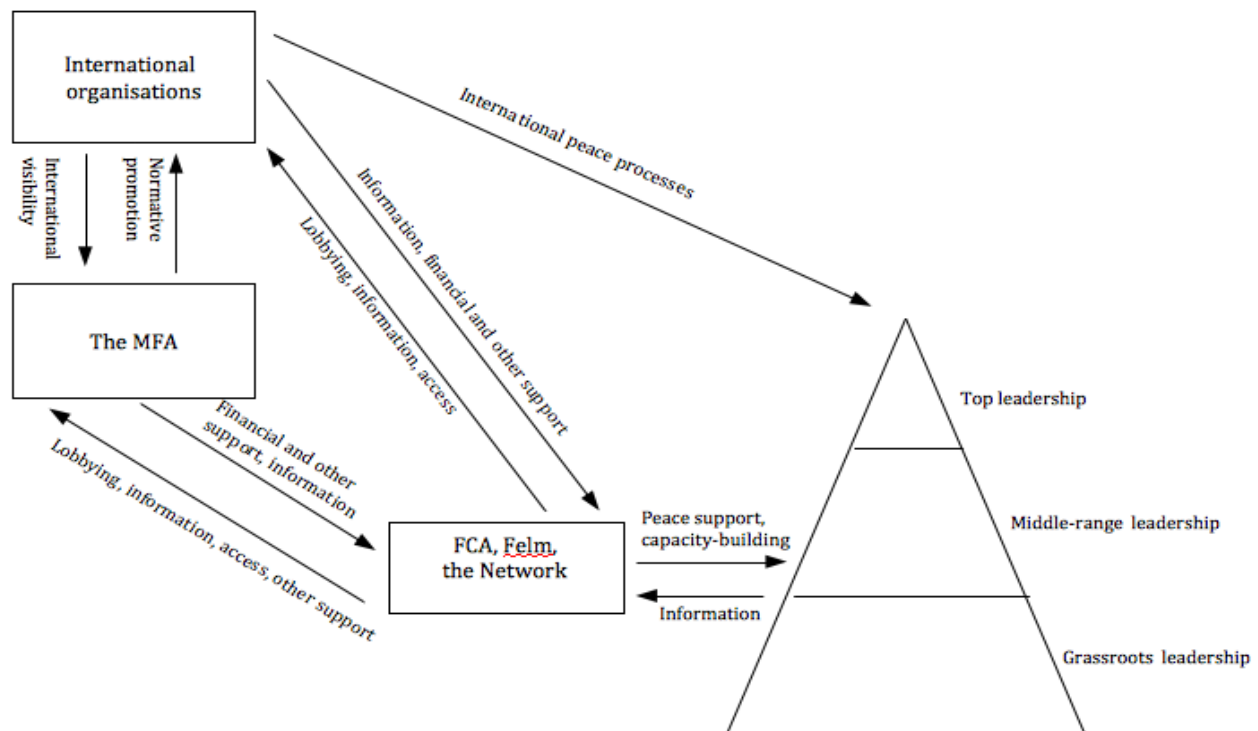 International
organisations
International peace processes
International
visibility
Normative
promotion
Information, financial and other support
Lobbying, information, access
The MFA
Financial and other
support, information
Lobbying, information, access, other support
FCA, Felm,
the Network
Peace support,
capacity-building
Information
Top leadership
Middle-range leadership
Grassroots leadership